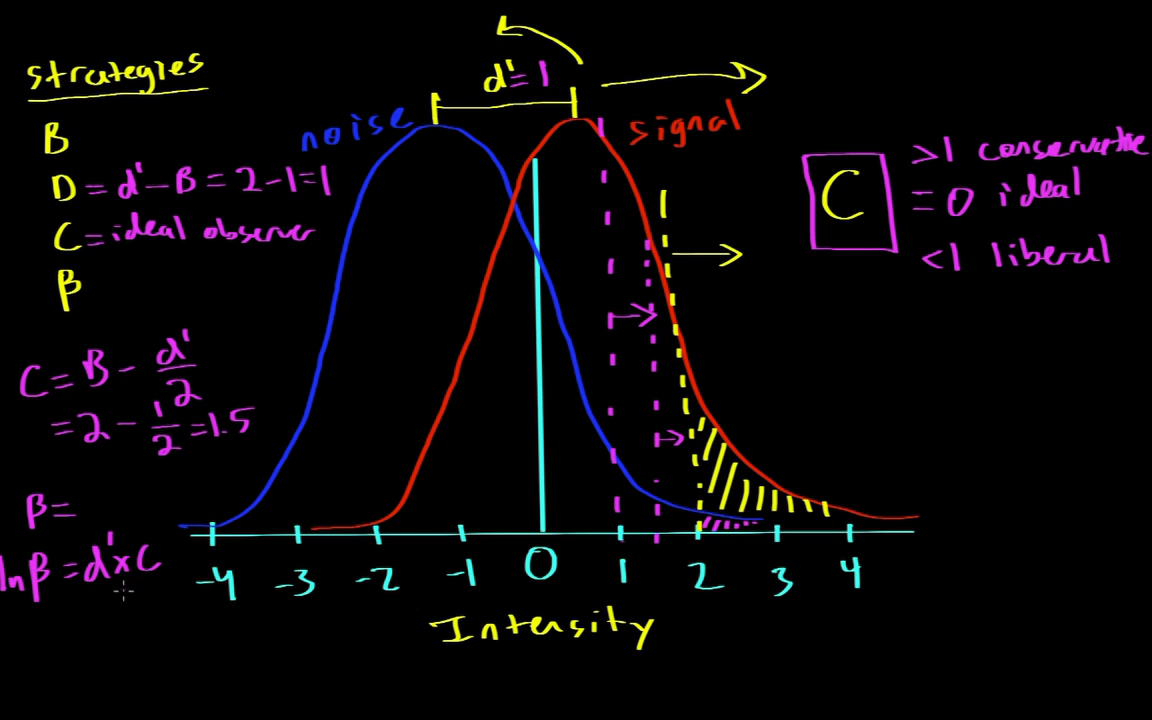 strategies
B
D = d' - B = 2 - 1 = 1
C = ideal observer
β
C = B - d'/2
= 2 - 1/2 = 1.5
β =
ln β = d' x C
d' = 1
noise
signal
C
>1 conservative
= 0 ideal
<1 liberal
-4 -3 -2 -1 0 1 2 3 4
Intensity